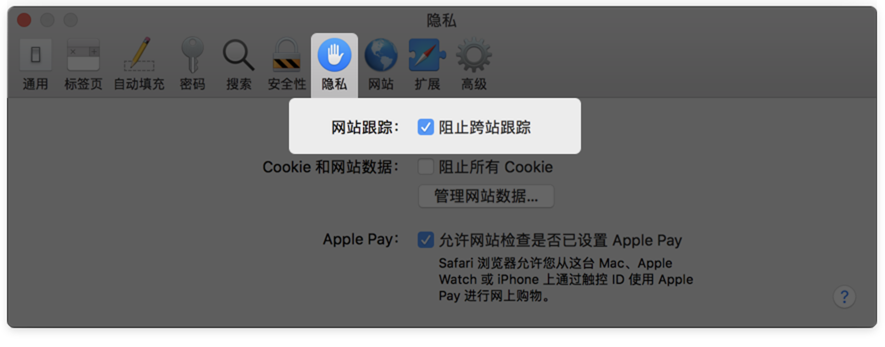 隐私
通用 标签页 自动填充 密码 搜索 安全性 隐私 网站 扩展 高级
网站跟踪： 阻止跨站跟踪
Cookie 和网站数据： 阻止所有 Cookie
管理网站数据...
Apple Pay： 允许网站检查是否已设置 Apple Pay
Safari 浏览器允许您从这台 Mac、Apple
Watch 或 iPhone 上通过触控 ID 使用 Apple
Pay 进行网上购物。
?